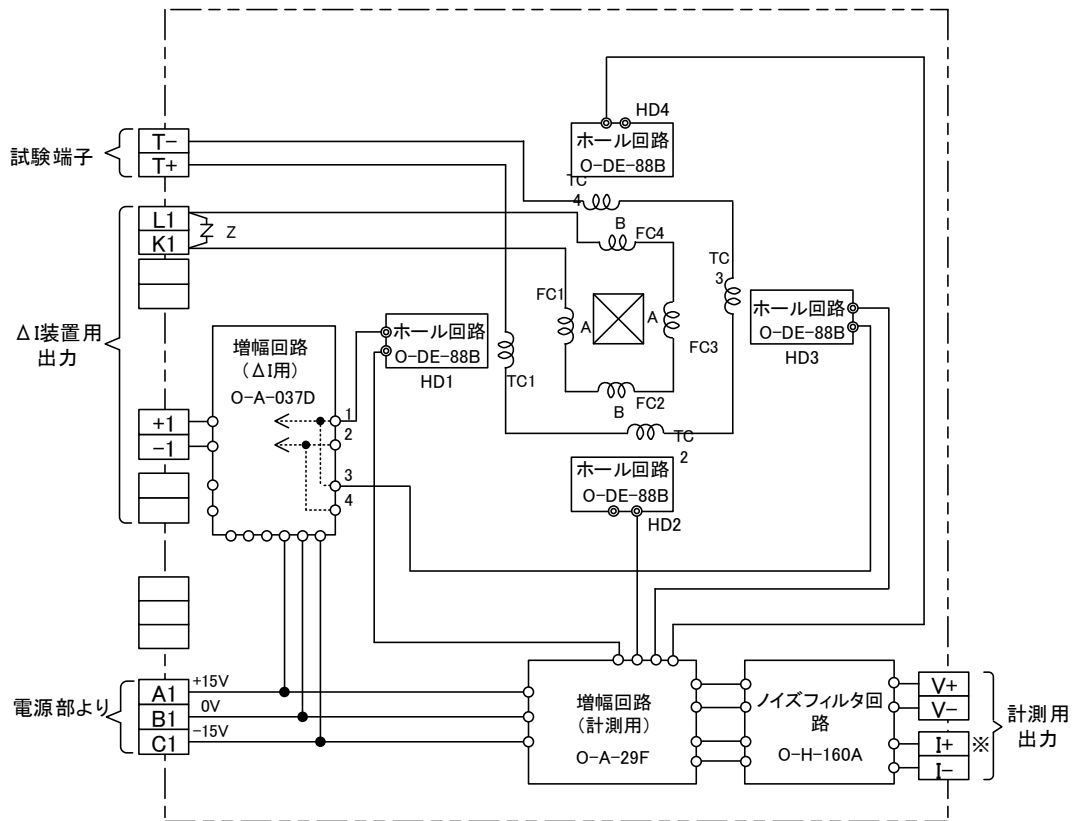 HD4
ホール回路
O-DE-88B
試験端子
T-
T+
TC
4
B
FC4
L1
K1
Z
TC
3
FC1
A
A
FC3
ホール回路
O-DE-88B
HD3
ΔI装置用
出力
増幅回路
(ΔI用)
O-A-037D
ホール回路
O-DE-88B
HD1
TC1
FC2
B
+1
-1
1
2
3
4
TC
2
ホール回路
O-DE-88B
HD2
電源部より
A1
B1
C1
+15V
0V
-15V
増幅回路
(計測用)
O-A-29F
ノイズフィルタ回
路
O-H-160A
V+
V-
I+
※
I-
計測用
出力